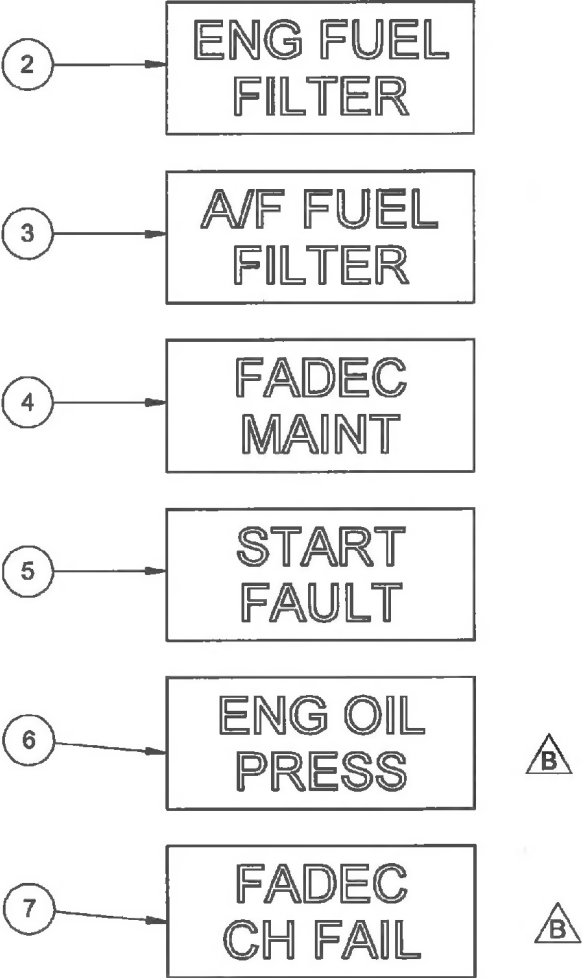 2
ENG FUEL
FILTER
3
A/F FUEL
FILTER
4
FADEC
MAINT
5
START
FAULT
6
ENG OIL
PRESS
B
7
FADEC
CH FAIL
B